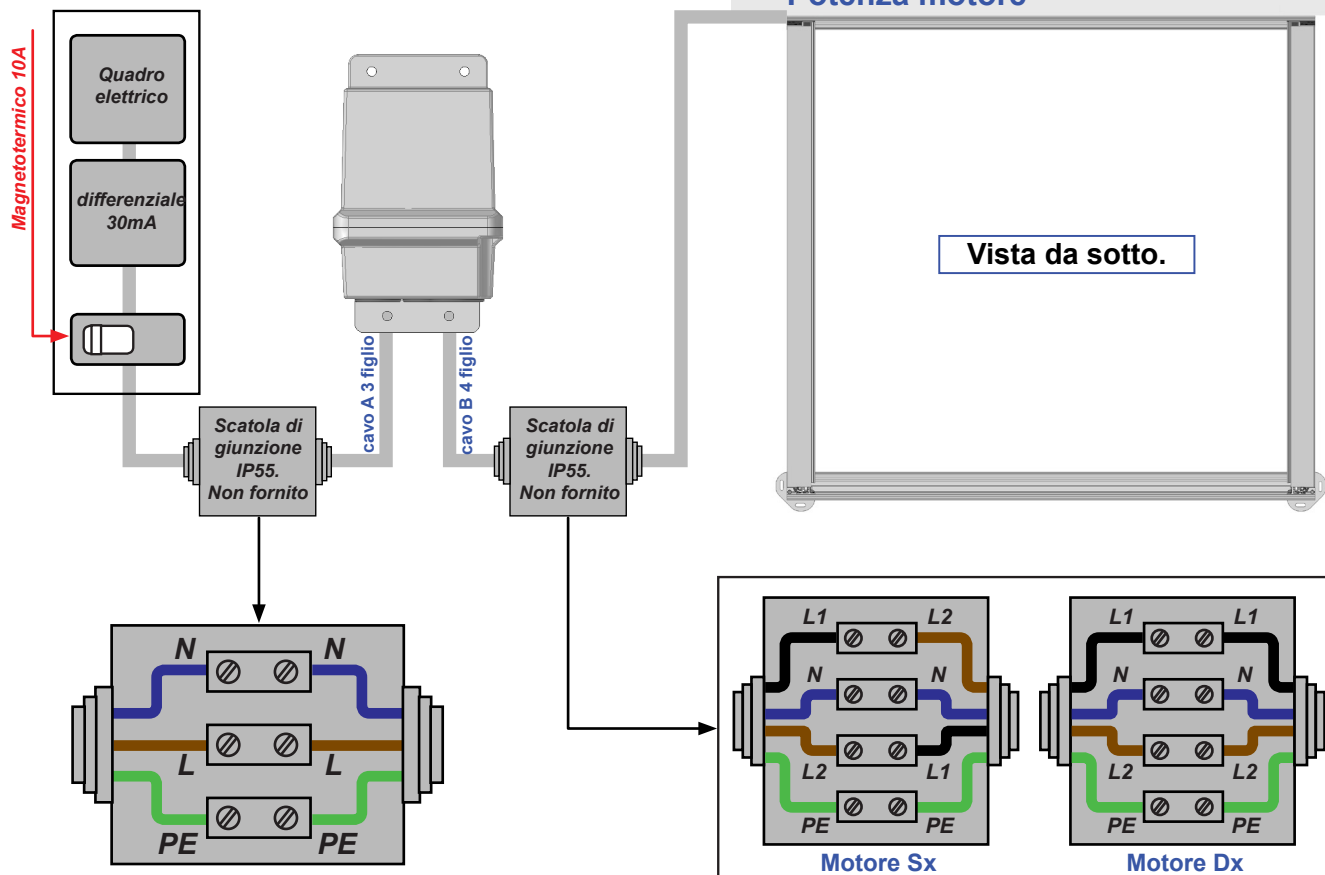 Potenza motore
Magnetotermico 10A
Quadro
elettrico
differenziale
30mA
Vista da sotto.
cavo A 3 figlio
cavo B 4 figlio
Scatola di
giunzione
IP55.
Non fornito
Scatola di
giunzione
IP55.
Non fornito
N N
L L
PE PE
L1 L2
N N
L2 L1
PE PE
Motore Sx
L1 L1
N N
L2 L2
PE PE
Motore Dx